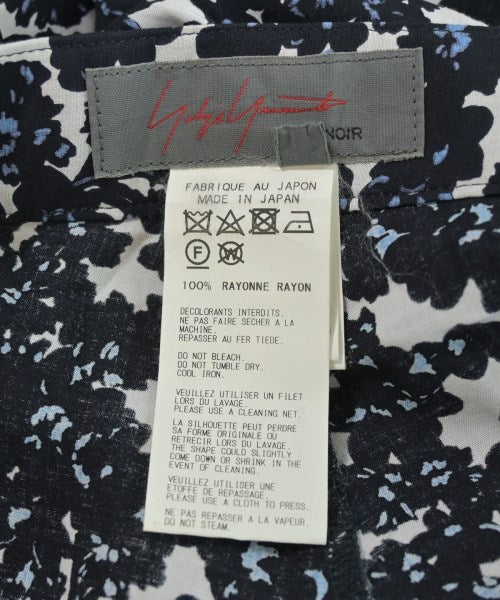 Yohji Yamamoto
NOIR
FABRIQUE AU JAPON
MADE IN JAPAN
F W
100% RAYONNE RAYON
DECOLORANTS INTERDITS.
NE PAS FAIRE SECHER A LA
MACHINE.
REPASSER AU FER TIEDE.
DO NOT BLEACH.
DO NOT TUMBLE DRY.
COOL IRON.
VEUILLEZ UTILISER UN FILET
LORS DU LAVAGE.
PLEASE USE A CLEANING NET.
LA SILHOUETTE PEUT PERDRE
SA FORME ORIGINALE OU
RETRECIR LORS DU LAVAGE.
THE SHAPE COULD SLIGHTLY
COME DOWN OR SHRINK IN THE
EVENT OF CLEANING.
VEUILLEZ UTILISER UNE
ETOFFE DE REPASSAGE.
PLEASE USE A CLOTH TO PRESS.
NE PAS REPASSER A LA VAPEUR.
DO NOT STEAM.